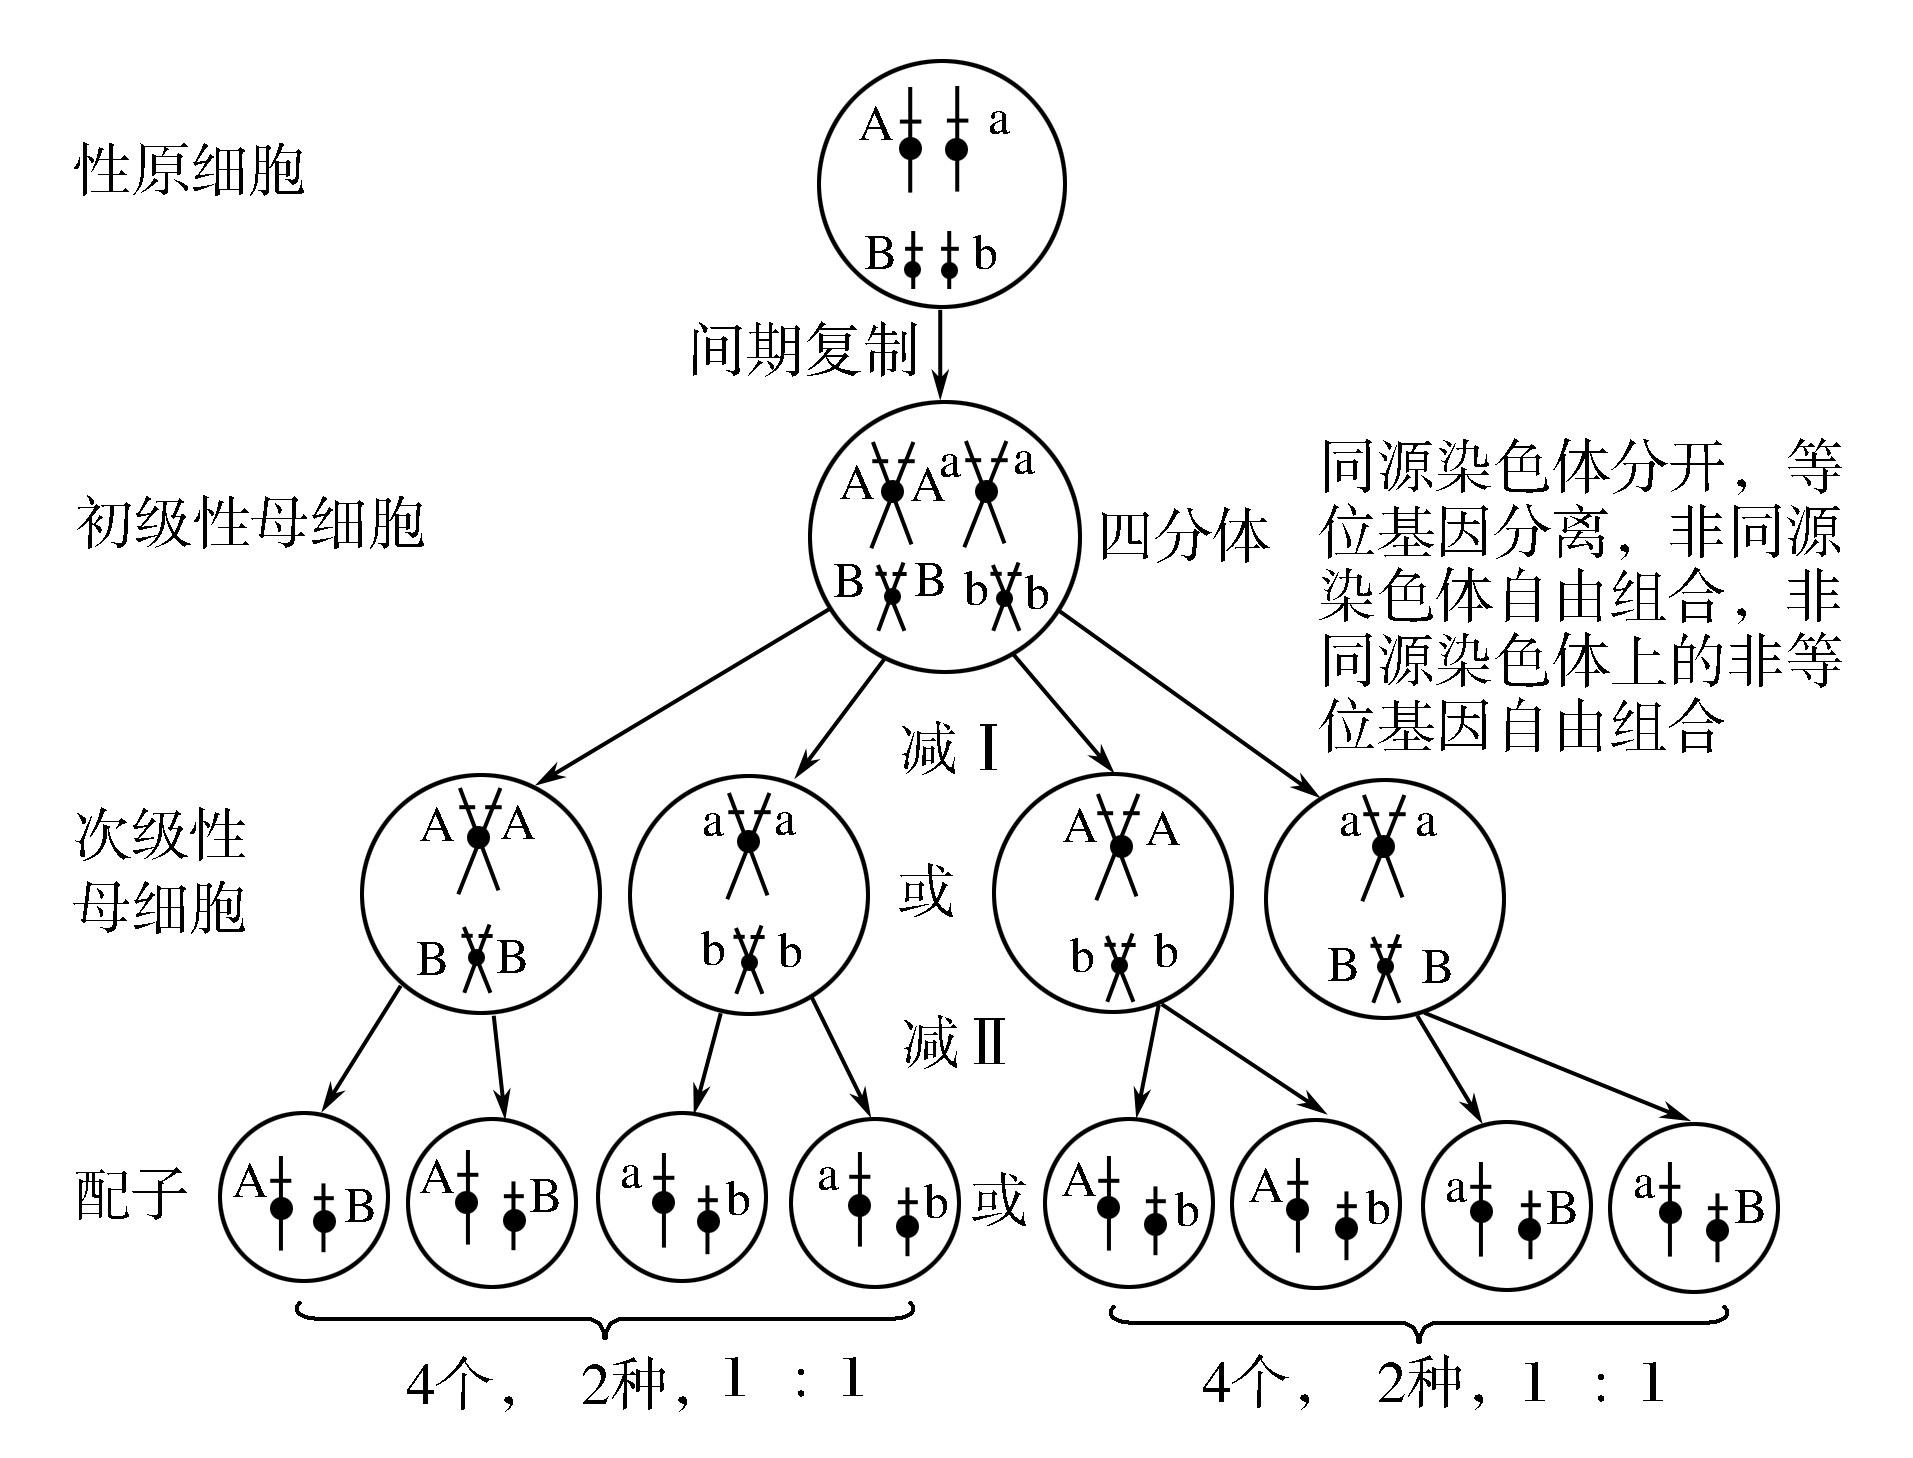 A a
性原细胞
B b
间期复制
初级性母细胞
A A a a
B B b b
四分体
同源染色体分开，等
位基因分离，非同源
染色体自由组合，非
同源染色体上的非等
位基因自由组合
减Ⅰ
次级性
母细胞
A A a a 或 A A a a
B B b b b b B B
减Ⅱ
配子
A B A B a b a b 或 A b A b a B a B
4个， 2种，1 : 1
4个， 2种，1 : 1